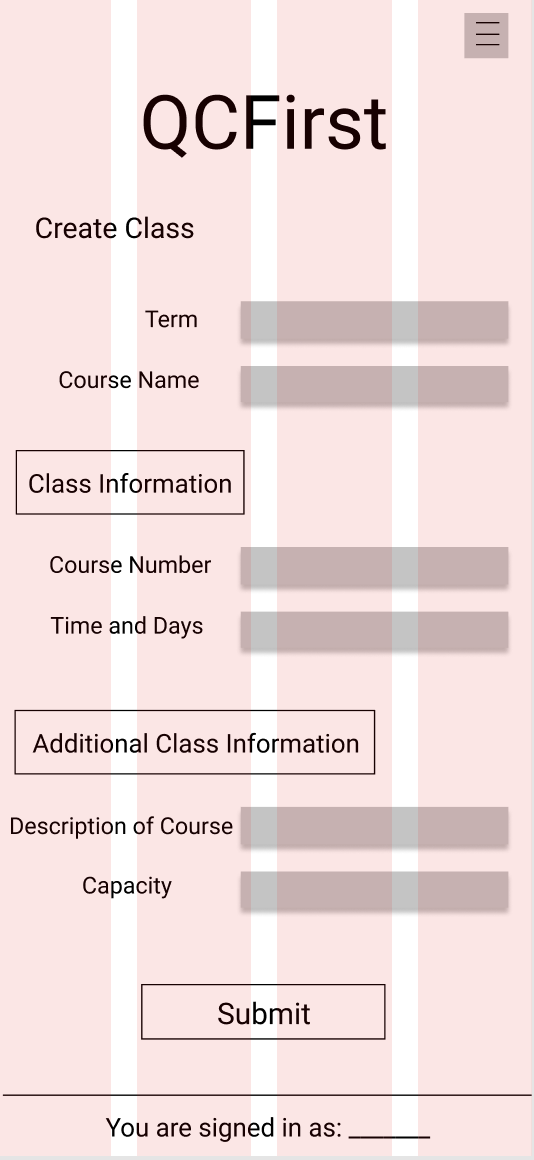 QCFirst
Create Class
Term
Course Name
Class Information
Course Number
Time and Days
Additional Class Information
Description of Course
Capacity
Submit
You are signed in as: _______